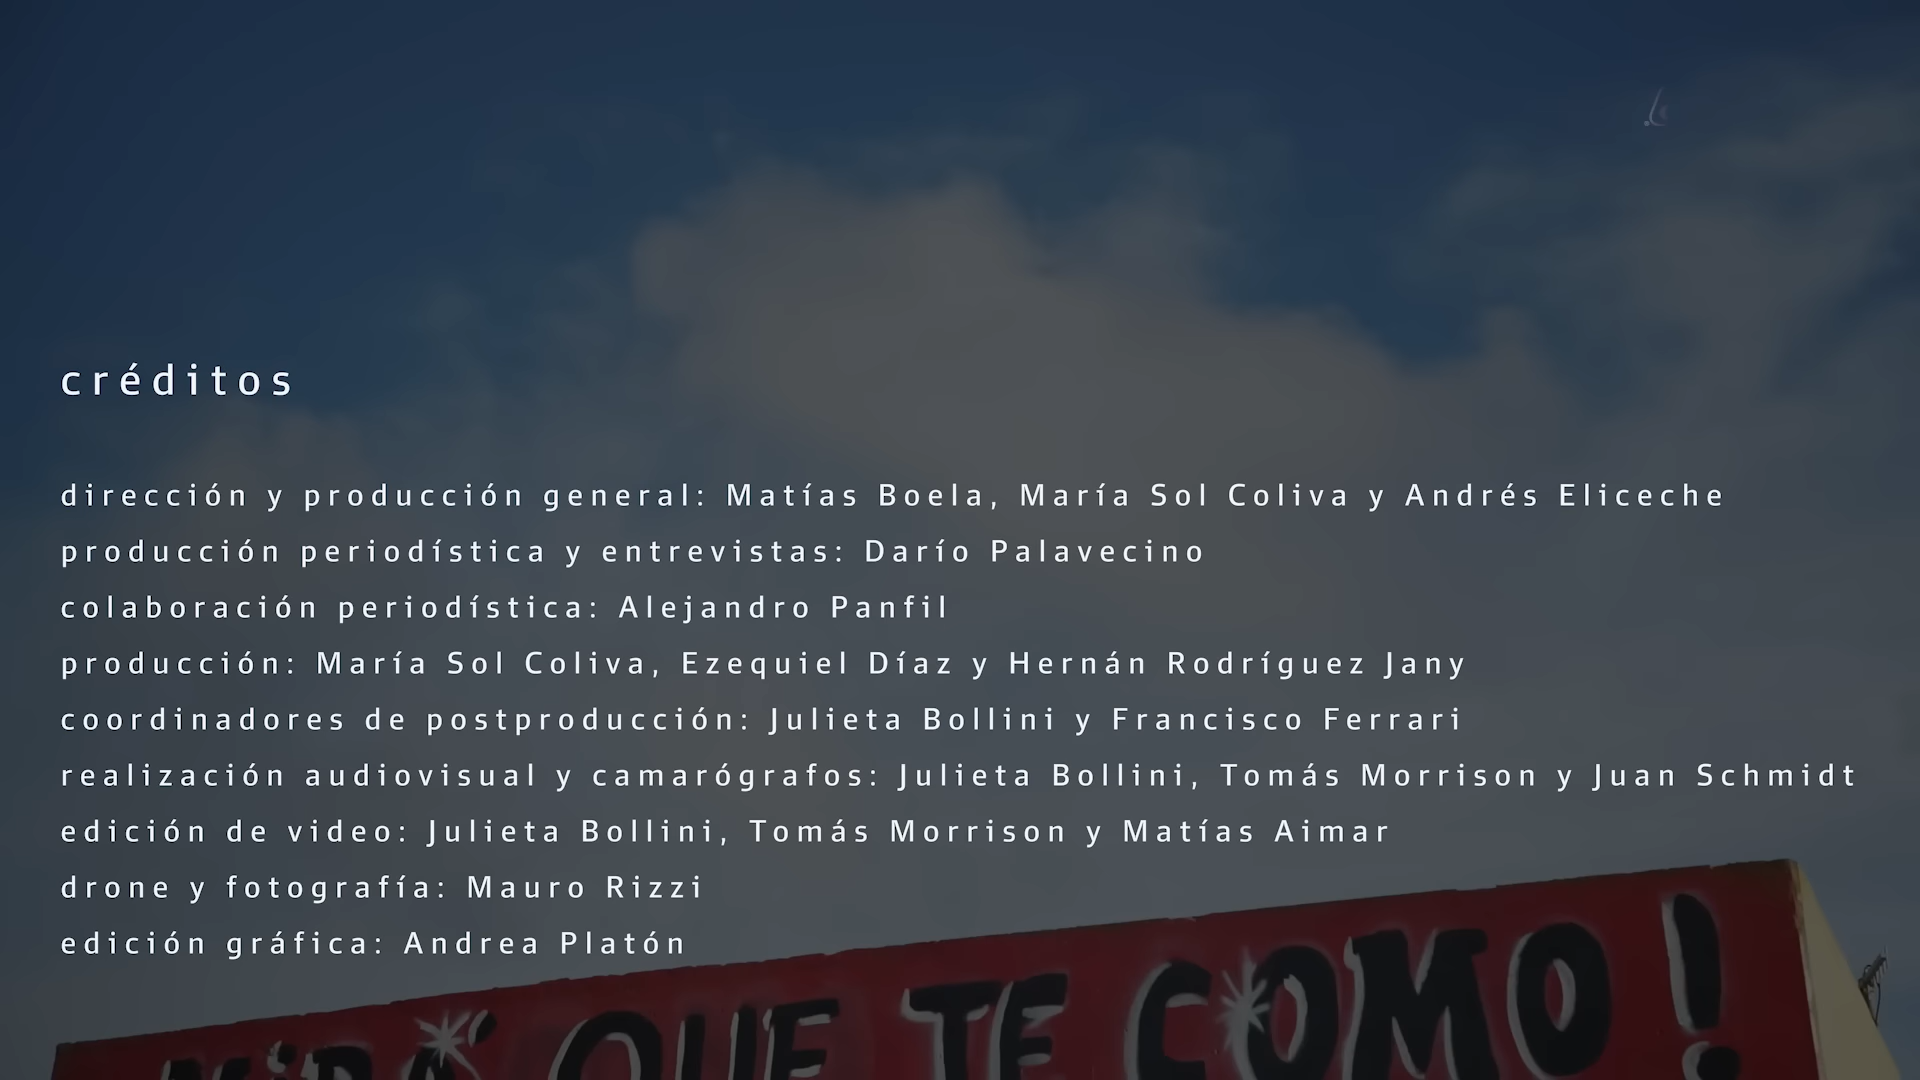 créditos
dirección y producción general: Matías Boela, María Sol Coliva y Andrés Eliceche
producción periodística y entrevistas: Darío Palavecino
colaboración periodística: Alejandro Panfil
producción: María Sol Coliva, Ezequiel Díaz y Hernán Rodríguez Jany
coordinadores de postproducción: Julieta Bollini y Francisco Ferrari
realización audiovisual y camarógrafos: Julieta Bollini, Tomás Morrison y Juan Schmidt
edición de video: Julieta Bollini, Tomás Morrison y Matías Aimar
drone y fotografía: Mauro Rizzi
edición gráfica: Andrea Platón
MIRÁ QUE TE COMO!